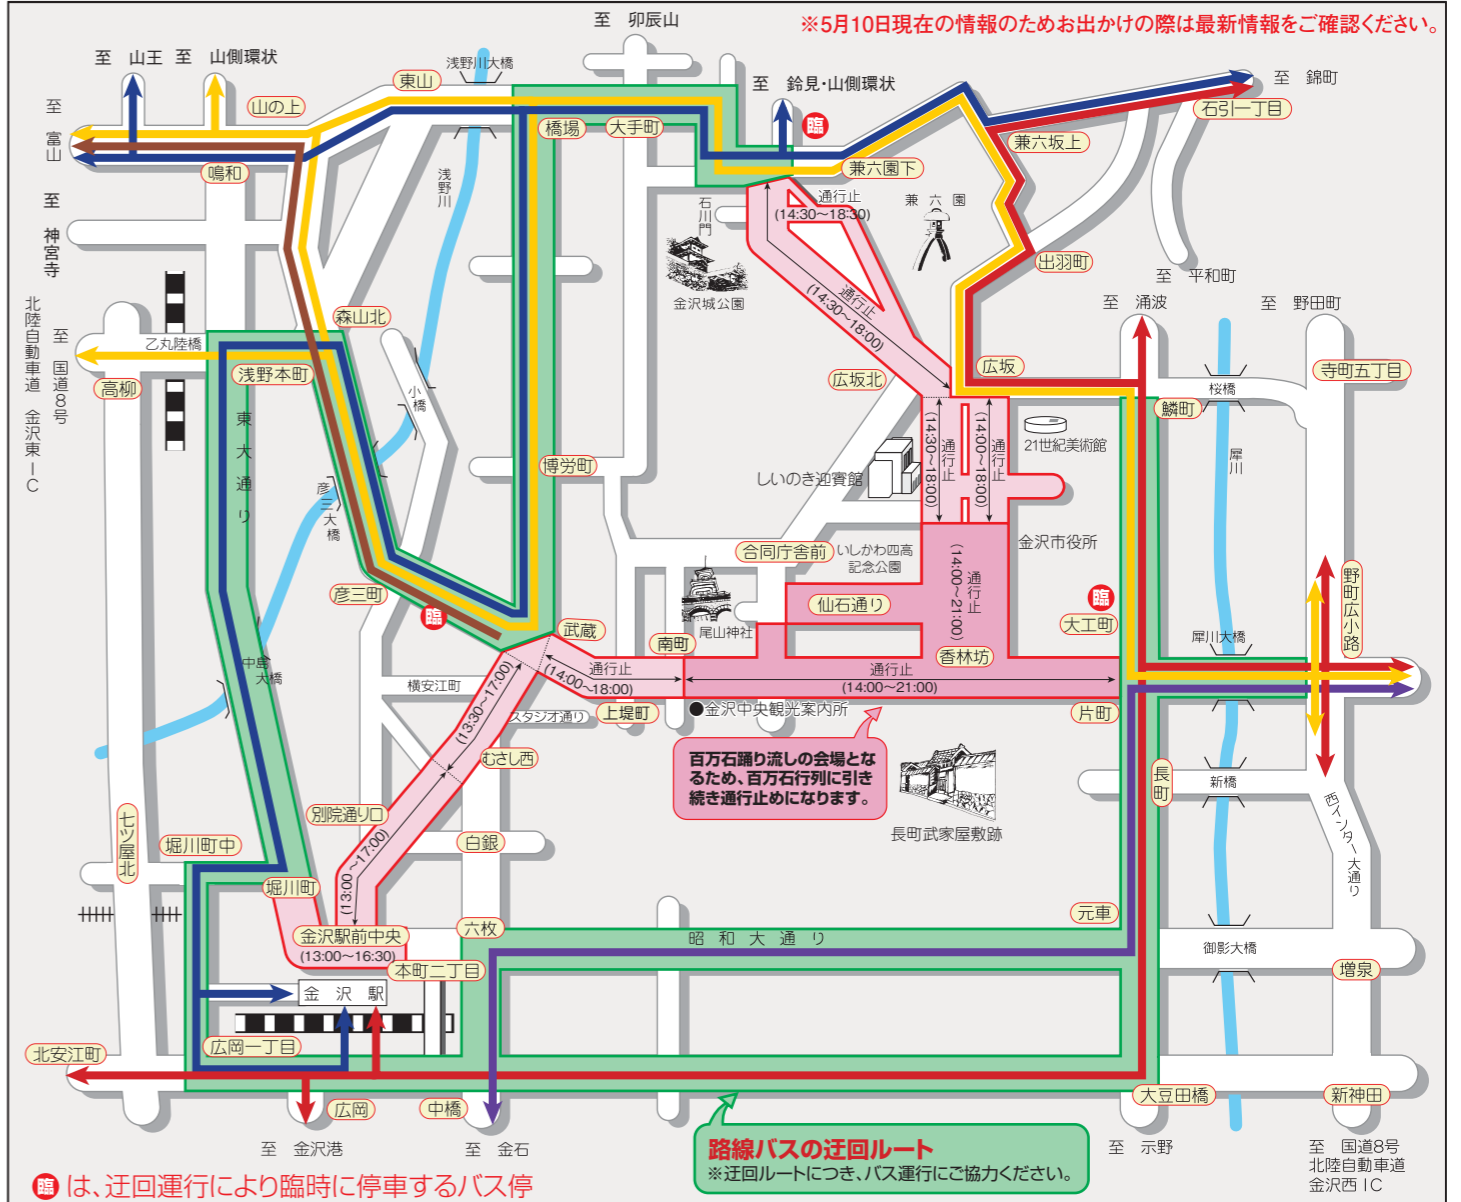 至 卯辰山
※5月10日現在の情報のためお出かけの際は最新情報をご確認ください。
至 山王
至 山側環状
浅野川大橋
東山
至 鈴見・山側環状
至 錦町
山の上
至 富山
橋場
大手町
臨
石引一丁目
兼六坂上
鳴和
兼六園下
浅野川
至 神宮寺
石川門
通行止
(14:30〜18:30)
兼六園
出羽町
至 平和町
金沢城公園
通行止
(14:30〜18:00)
至 涌波
至 野田町
北陸自動車道 金沢東IC
至 国道8号
森山北
乙丸陸橋
高柳
浅野本町
小橋
広坂北
広坂
寺町五丁目
桜橋
鱗町
東大通り
通行止
(14:30〜18:00)
通行止
(14:00〜18:00)
21世紀美術館
犀川
博労町
しいのき迎賓館
彦三大橋
合同庁舎前
いしかわ四高
記念公園
通行止
(14:00〜21:00)
金沢市役所
彦三町
臨
仙石通り
臨
大工町
野町広小路
尾山神社
武蔵
南町
犀川大橋
中島大橋
香林坊
横安江町
通行止
(14:00〜18:00)
通行止
(14:00〜21:00)
スタジオ通り
上堤町
●金沢中央観光案内所
片町
(13:30〜17:00)
むさし西
百万石踊り流しの会場とな
るため、百万石行列に引き
続き通行止めになります。
長町
新橋
西インター大通り
別院通り口
長町武家屋敷跡
七ツ屋北
堀川町中
白銀
(13:00〜17:00)
堀川町
元車
金沢駅前中央
(13:00〜16:30)
六枚
昭和大通り
御影大橋
本町二丁目
増泉
金沢駅
広岡一丁目
北安江町
広岡
中橋
大豆田橋
新神田
至 金沢港
至 金石
路線バスの迂回ルート
※迂回ルートにつき、バス運行にご協力ください。
至 示野
至 国道8号
北陸自動車道
金沢西IC
臨は、迂回運行により臨時に停車するバス停